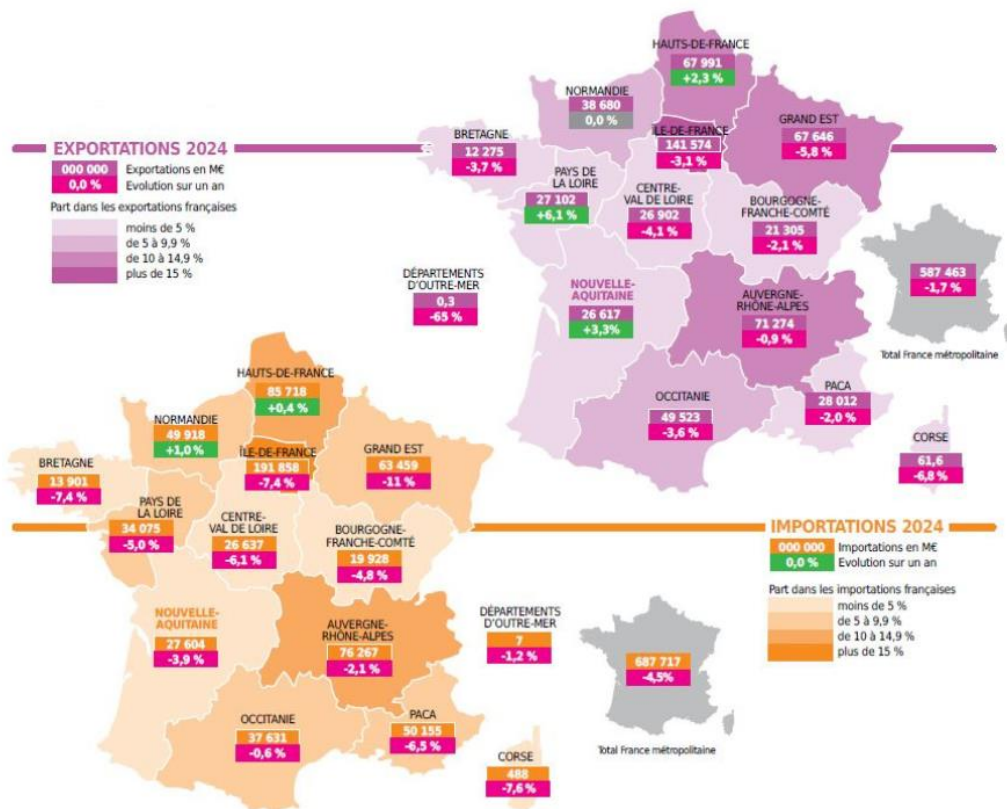 HAUTS-DE-FRANCE
67 991
+2,3 %
NORMANDIE
38 680
0,0 %
GRAND EST
67 646
-5,8 %
BRETAGNE
12 275
-3,7 %
ÎLE-DE-FRANCE
141 574
-3,1 %
EXPORTATIONS 2024
000 000 Exportations en M€
0,0 % Evolution sur un an
Part dans les exportations françaises
moins de 5 %
de 5 à 9,9 %
de 10 à 14,9 %
plus de 15 %
PAYS DE
LA LOIRE
27 102
+6,1 %
CENTRE-
VAL DE LOIRE
26 902
-4,1 %
BOURGOGNE-
FRANCHE-COMTÉ
21 305
-2,1 %
DÉPARTEMENTS
D'OUTRE-MER
0,3
-65 %
NOUVELLE-
AQUITAINE
26 617
+3,3%
AUVERGNE-
RHÔNE-ALPES
71 274
-0,9 %
587 463
-1,7 %
Total France métropolitaine
OCCITANIE
49 523
-3,6 %
PACA
28 012
-2,0 %
CORSE
61,6
-6,8 %
HAUTS-DE-FRANCE
85 718
+0,4 %
NORMANDIE
49 918
+1,0 %
BRETAGNE
13 901
-7,4 %
ÎLE-DE-FRANCE
191 858
-7,4 %
GRAND EST
63 459
-11 %
PAYS DE
LA LOIRE
34 075
-5,0 %
CENTRE-
VAL DE LOIRE
26 637
-6,1 %
BOURGOGNE-
FRANCHE-COMTÉ
19 928
-4,8 %
IMPORTATIONS 2024
000 000 Importations en M€
0,0 % Evolution sur un an
Part dans les importations françaises
moins de 5 %
de 5 à 9,9 %
de 10 à 14,9 %
plus de 15 %
NOUVELLE-
AQUITAINE
27 604
-3,9 %
AUVERGNE-
RHÔNE-ALPES
76 267
-2,1 %
DÉPARTEMENTS
D'OUTRE-MER
7
-1,2 %
687 717
-4,5%
Total France métropolitaine
OCCITANIE
37 631
-0,6 %
PACA
50 155
-6,5 %
CORSE
488
-7,6 %